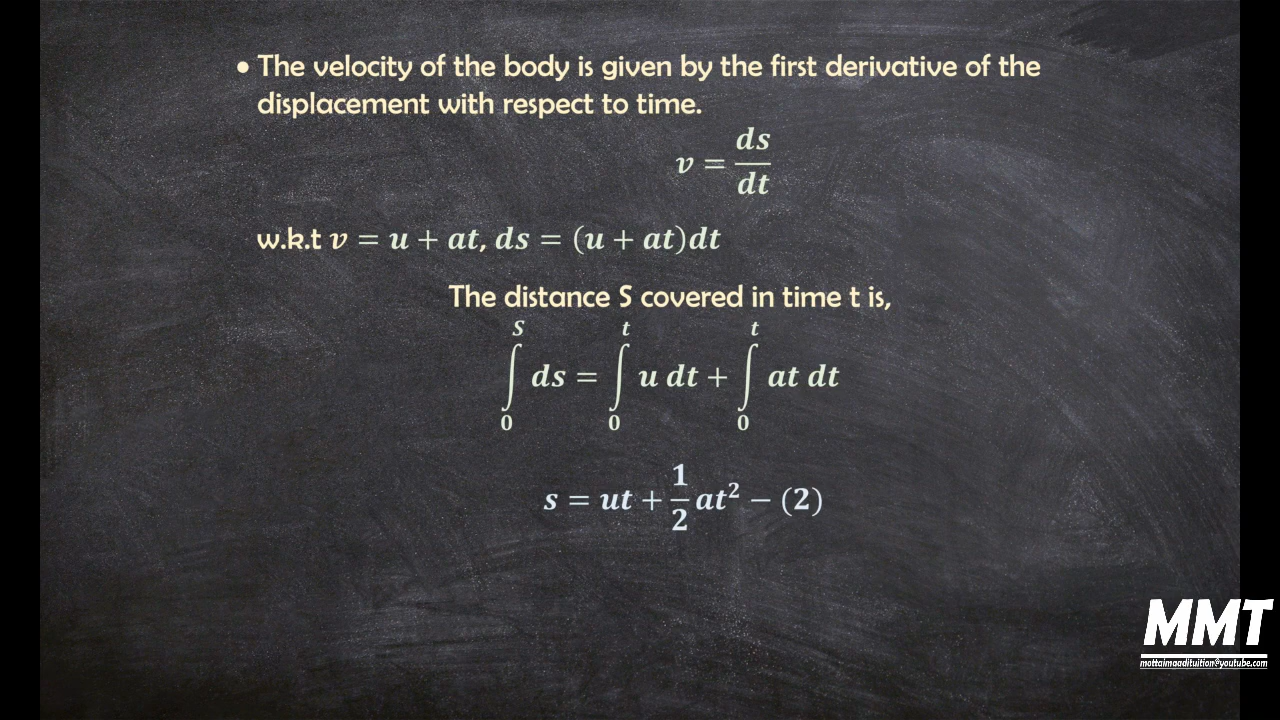 • The velocity of the body is given by the first derivative of the
displacement with respect to time.
v = ds/dt
w.k.t v = u + at, ds = (u + at)dt
The distance S covered in time t is,
∫₀ˢ ds = ∫₀ᵗ u dt + ∫₀ᵗ at dt
s = ut + 1/2 at² − (2)
MMT
mottaimaadituition@youtube.com